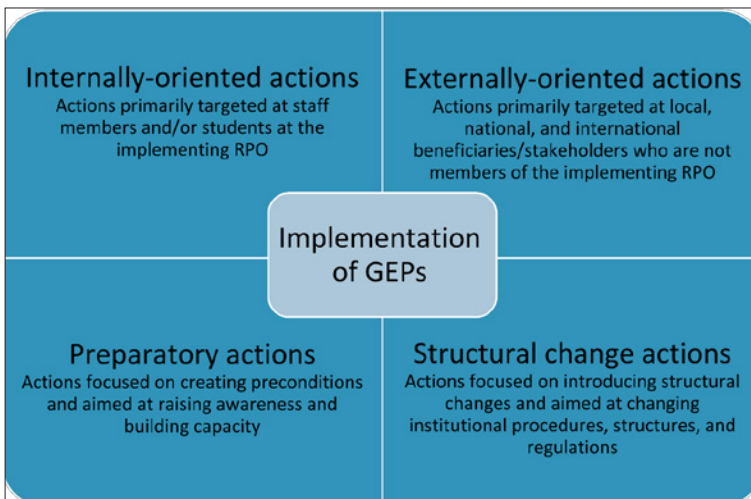 Internally-oriented actions
Actions primarily targeted at staff
members and/or students at the
implementing RPO
Externally-oriented actions
Actions primarily targeted at local,
national, and international
beneficiaries/stakeholders who are not
members of the implementing RPO
Implementation
of GEPs
Preparatory actions
Actions focused on creating preconditions
and aimed at raising awareness and
building capacity
Structural change actions
Actions focused on introducing structural
changes and aimed at changing
institutional procedures, structures, and
regulations